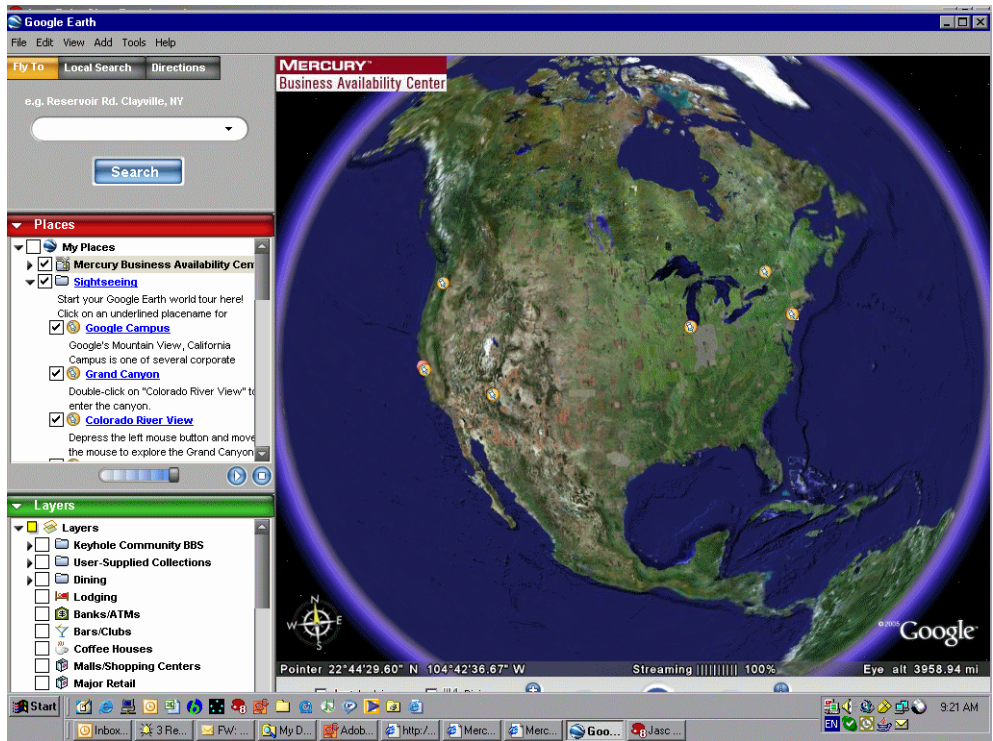 Google Earth
File Edit View Add Tools Help
Fly To Local Search Directions
e.g. Reservoir Rd. Clayville, NY
Search
Places
My Places
Mercury Business Availability Cen
Sightseeing
Start your Google Earth world tour here!
Click on an underlined placename for
Google Campus
Google's Mountain View, California
Campus is one of several corporate
Grand Canyon
Double-click on "Colorado River View" to
enter the canyon.
Colorado River View
Depress the left mouse button and move
the mouse to explore the Grand Canyon
Layers
Layers
Keyhole Community BBS
User-Supplied Collections
Dining
Lodging
Banks/ATMs
Bars/Clubs
Coffee Houses
Malls/Shopping Centers
Major Retail
MERCURY™
Business Availability Center
N
W E
S
©2005 Google™
Pointer 22°44'29.60" N 104°42'36.67" W Streaming |||||||||| 100% Eye alt 3958.94 mi
Start 9:21 AM
Inbox... 3 Re... FW: ... My D... Adob... http:/... Merc... Merc... Goo... Jasc ... EN